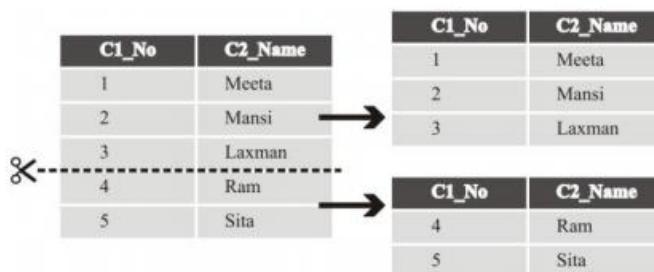 C1_No C2_Name
1 Meeta
2 Mansi
3 Laxman
4 Ram
5 Sita
C1_No C2_Name
1 Meeta
2 Mansi
3 Laxman
C1_No C2_Name
4 Ram
5 Sita